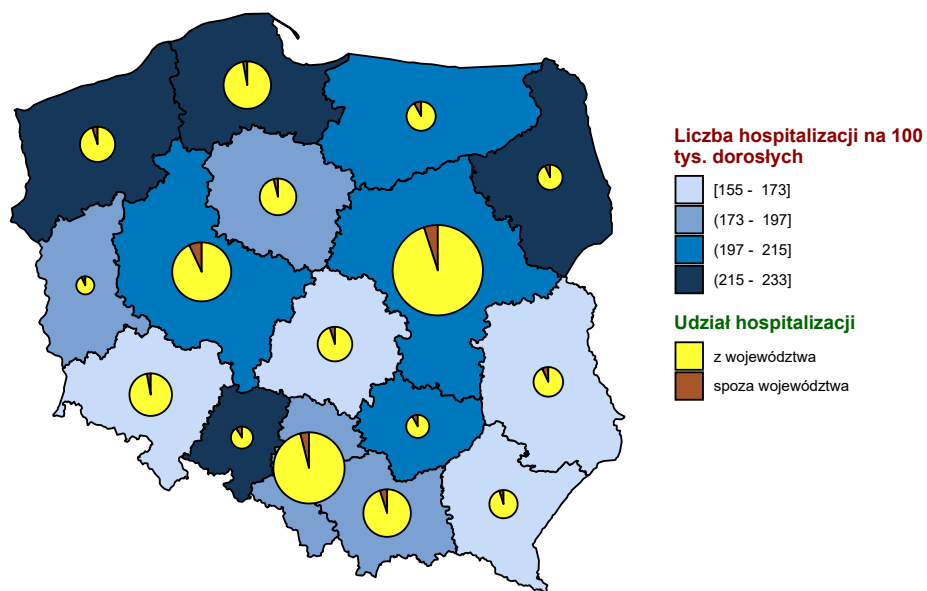 Liczba hospitalizacji na 100
tys. dorosłych
[155 - 173]
(173 - 197]
(197 - 215]
(215 - 233]
Udział hospitalizacji
z województwa
spoza województwa